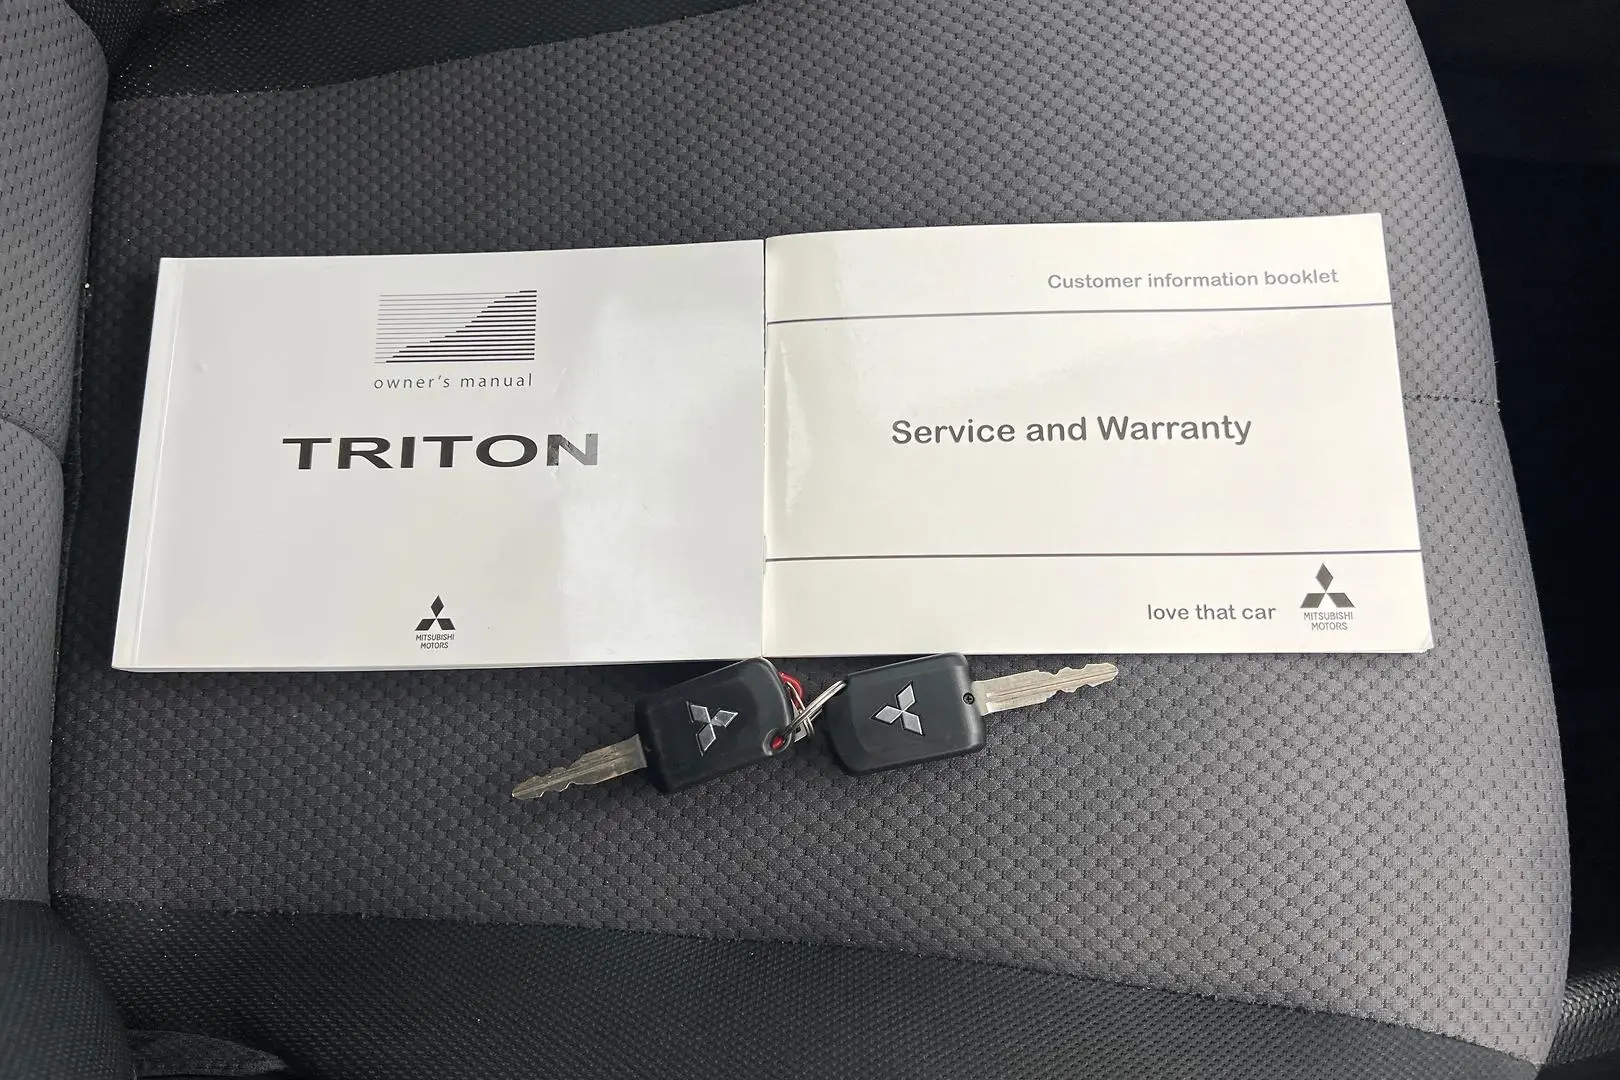 owner's manual
TRITON
MITSUBISHI
MOTORS
Customer information booklet
Service and Warranty
love that car
MITSUBISHI
MOTORS